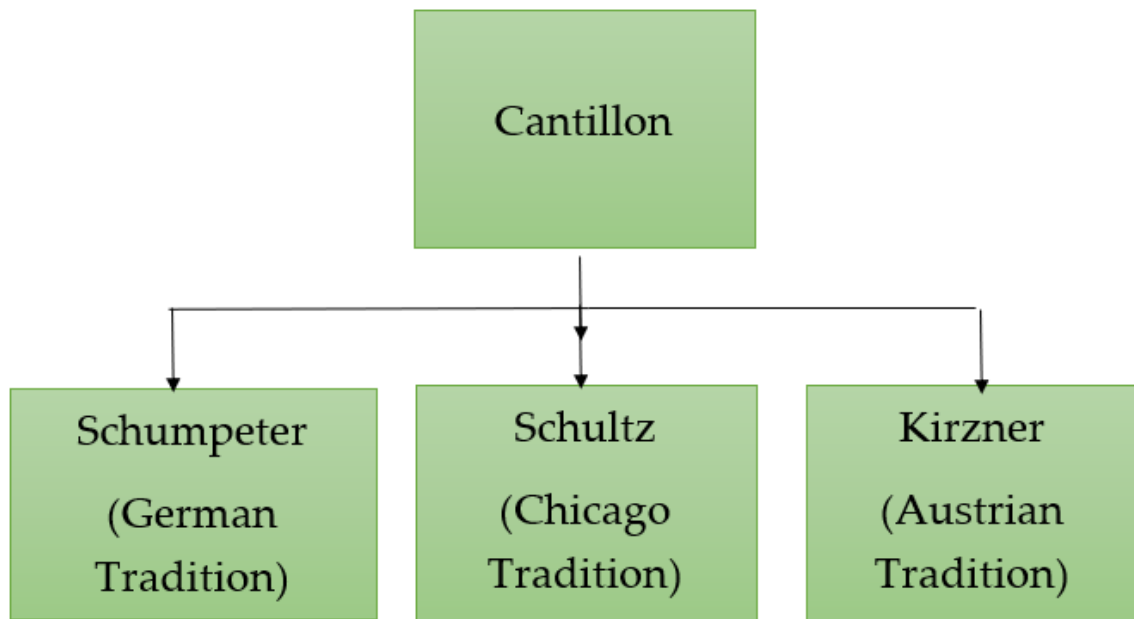 Cantillon
Schumpeter
(German
Tradition)
Schultz
(Chicago
Tradition)
Kirzner
(Austrian
Tradition)